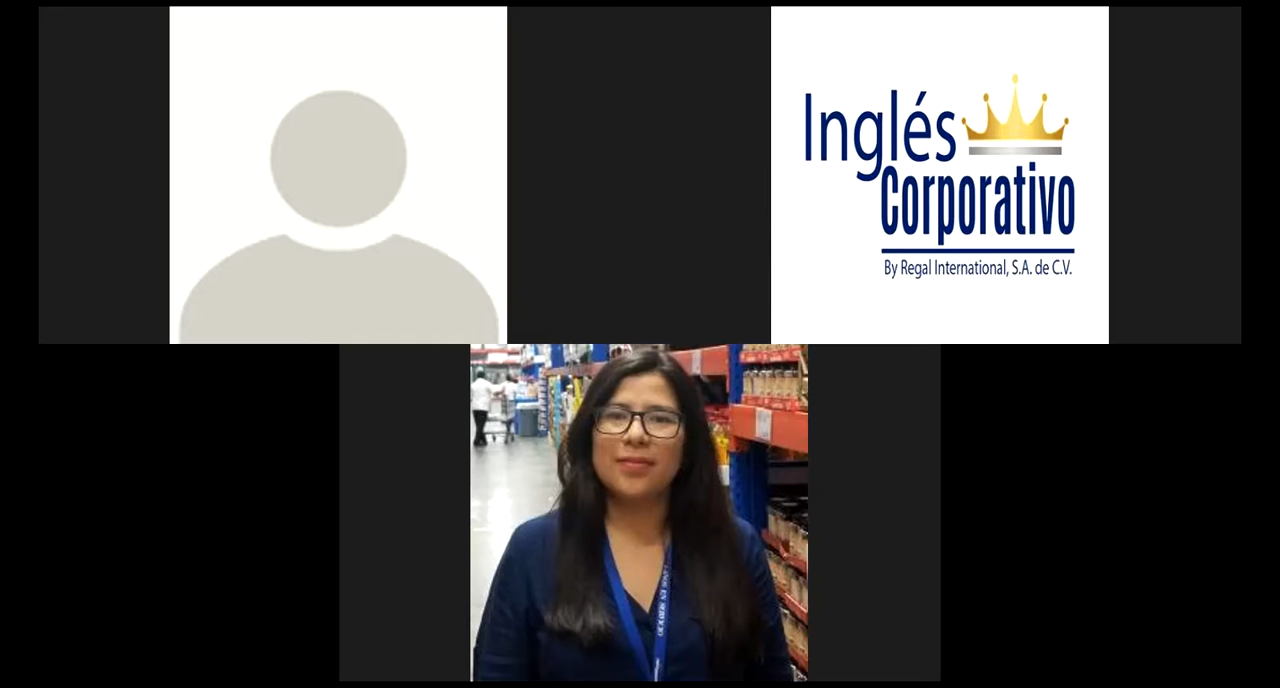 Inglés
Corporativo
By Regal International, S.A. de C.V.